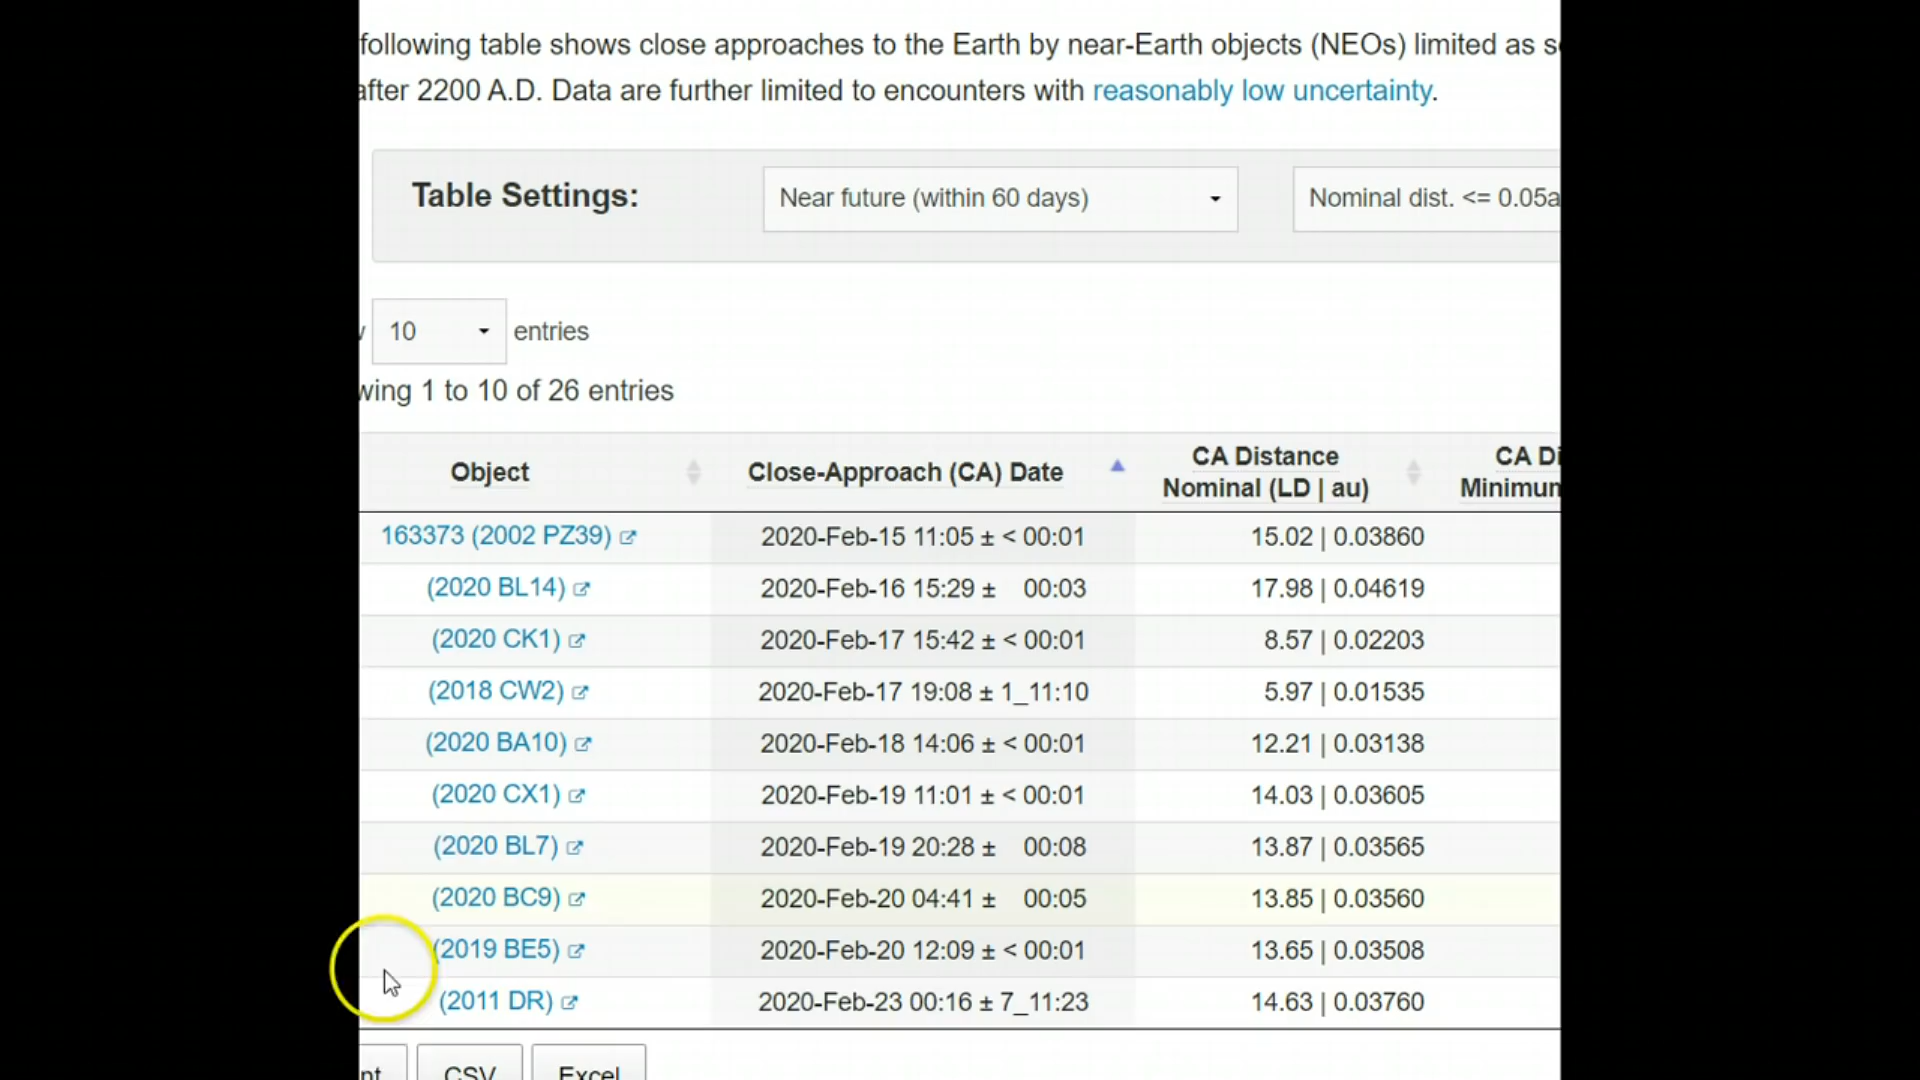 following table shows close approaches to the Earth by near-Earth objects (NEOs) limited as
after 2200 A.D. Data are further limited to encounters with reasonably low uncertainty.
Table Settings: Near future (within 60 days) Nominal dist. <= 0.05a
10 entries
wing 1 to 10 of 26 entries
Object Close-Approach (CA) Date CA Distance Nominal (LD | au) CA Di Minimum
163373 (2002 PZ39) 2020-Feb-15 11:05 ± < 00:01 15.02 | 0.03860
(2020 BL14) 2020-Feb-16 15:29 ± 00:03 17.98 | 0.04619
(2020 CK1) 2020-Feb-17 15:42 ± < 00:01 8.57 | 0.02203
(2018 CW2) 2020-Feb-17 19:08 ± 1_11:10 5.97 | 0.01535
(2020 BA10) 2020-Feb-18 14:06 ± < 00:01 12.21 | 0.03138
(2020 CX1) 2020-Feb-19 11:01 ± < 00:01 14.03 | 0.03605
(2020 BL7) 2020-Feb-19 20:28 ± 00:08 13.87 | 0.03565
(2020 BC9) 2020-Feb-20 04:41 ± 00:05 13.85 | 0.03560
(2019 BE5) 2020-Feb-20 12:09 ± < 00:01 13.65 | 0.03508
(2011 DR) 2020-Feb-23 00:16 ± 7_11:23 14.63 | 0.03760
nt CSV Excel